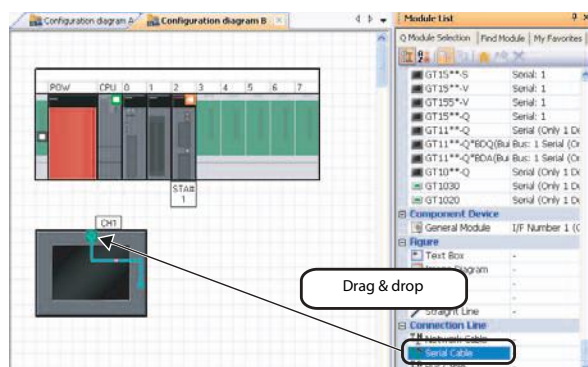 Configuration diagram A
Configuration diagram B
Module List
Q Module Selection
Find Module
My Favorites
POW
CPU
0
1
2
3
4
5
6
7
STA#
1
CH1
Drag & drop
GT15**-S Serial: 1
GT15**-V Serial: 1
GT155*-V Serial: 1
GT15**-Q Serial: 1
GT11**-Q Serial (Only 1 D
GT11**-Q*BDQ(Bu Bus: 1 Serial (Or
GT11**-Q*BDA(Bu Bus: 1 Serial (Or
GT10**-Q Serial (Only 1 D
GT1030 Serial (Only 1 D
GT1020 Serial (Only 1 D
Component Device
General Module I/F Number 1 (
Figure
Text Box -
Diagram -
Straight Line -
Connection Line
Network Cable
Serial Cable